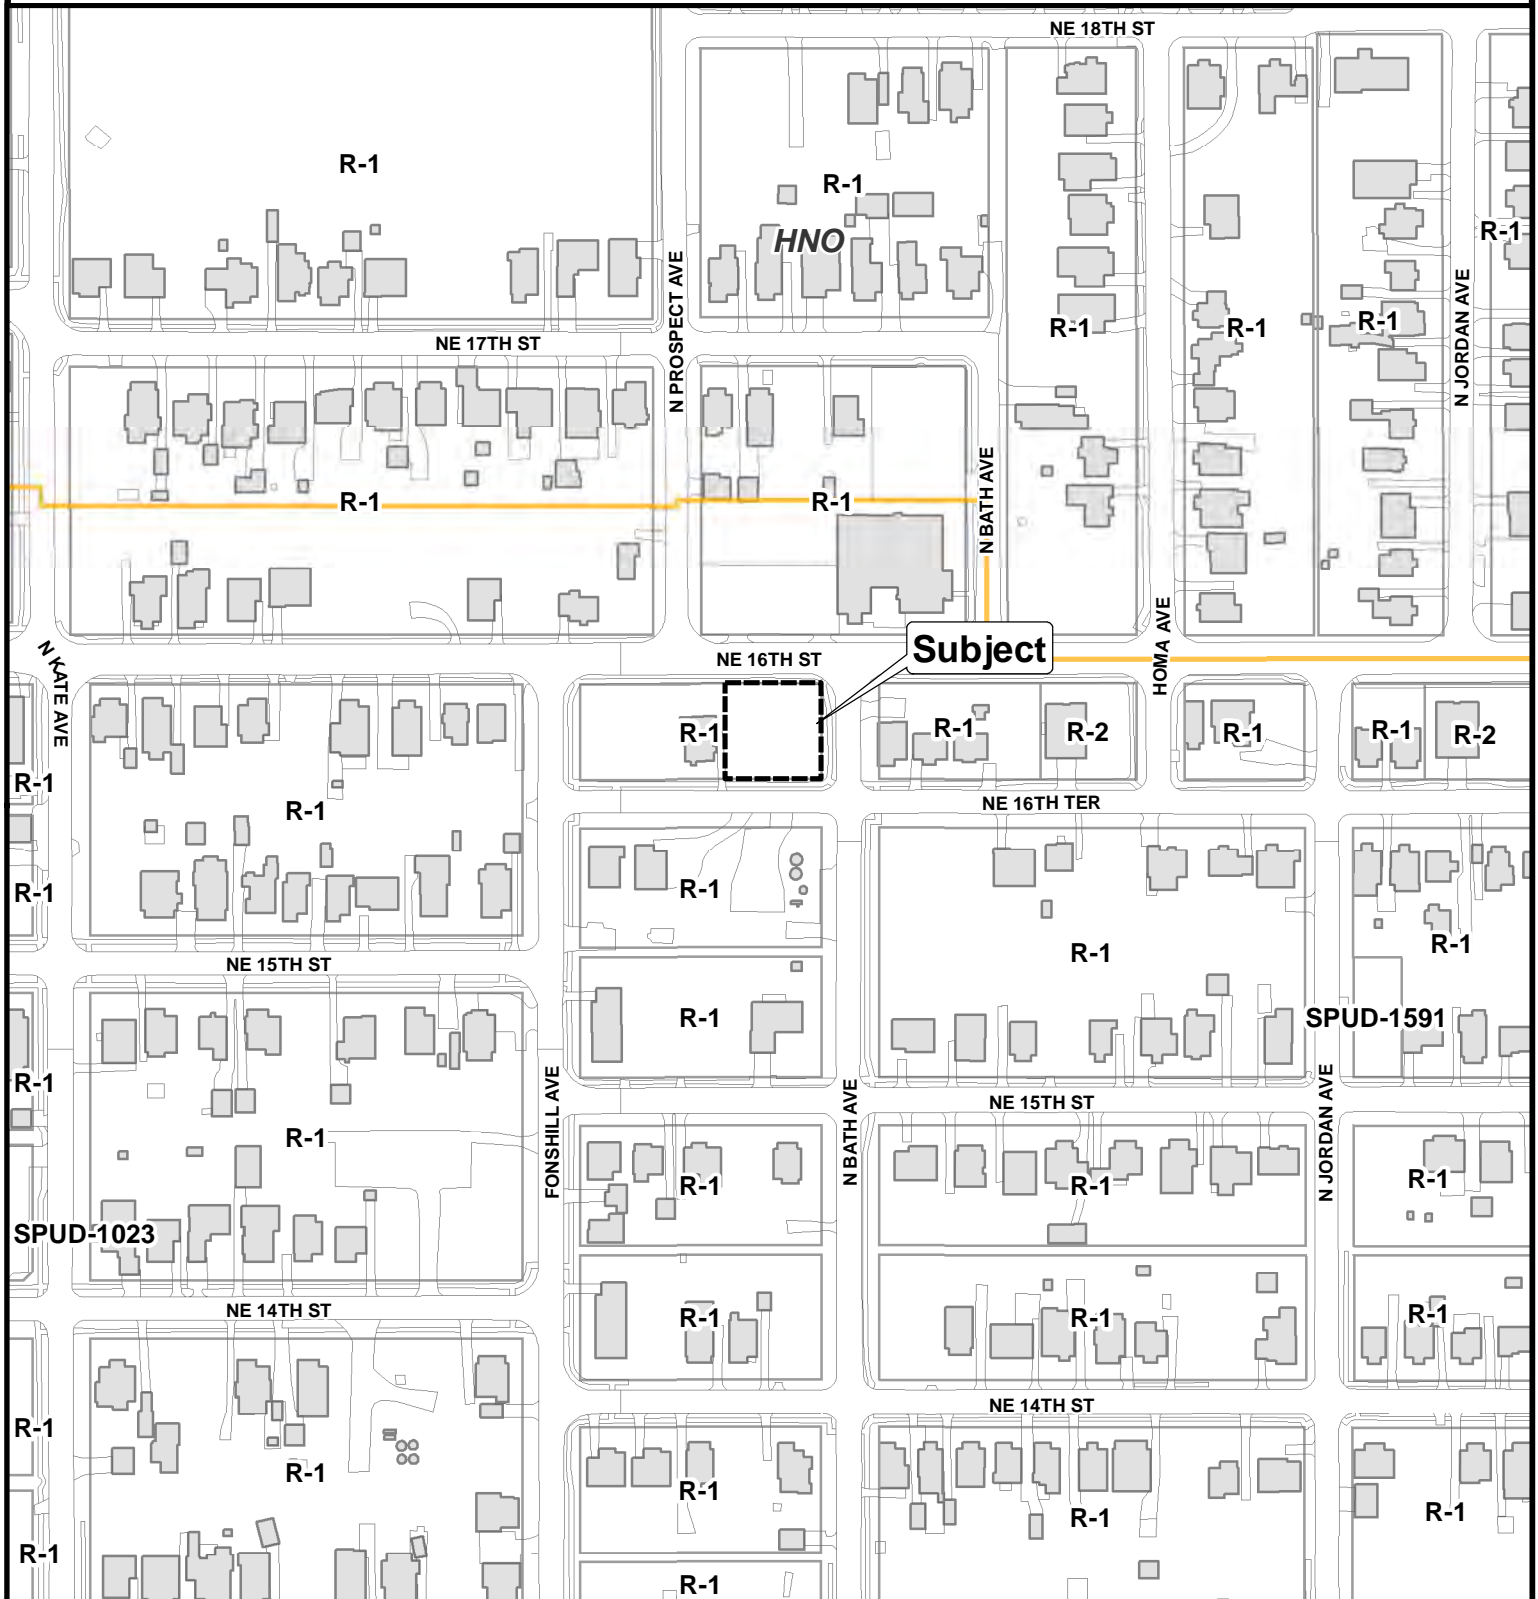 NE 18TH ST
R-1
R-1
HNO
R-1
N PROSPECT AVE
N JORDAN AVE
R-1
R-1
R-1
NE 17TH ST
N BATH AVE
R-1
R-1
HOMA AVE
N KATE AVE
NE 16TH ST
Subject
R-1
R-1
R-2
R-1
R-1
R-2
R-1
R-1
NE 16TH TER
R-1
R-1
R-1
R-1
NE 15TH ST
R-1
R-1
SPUD-1591
R-1
FONSHILL AVE
N BATH AVE
N JORDAN AVE
NE 15TH ST
R-1
R-1
R-1
R-1
SPUD-1023
NE 14TH ST
R-1
R-1
R-1
NE 14TH ST
R-1
R-1
R-1
R-1
R-1
R-1
R-1